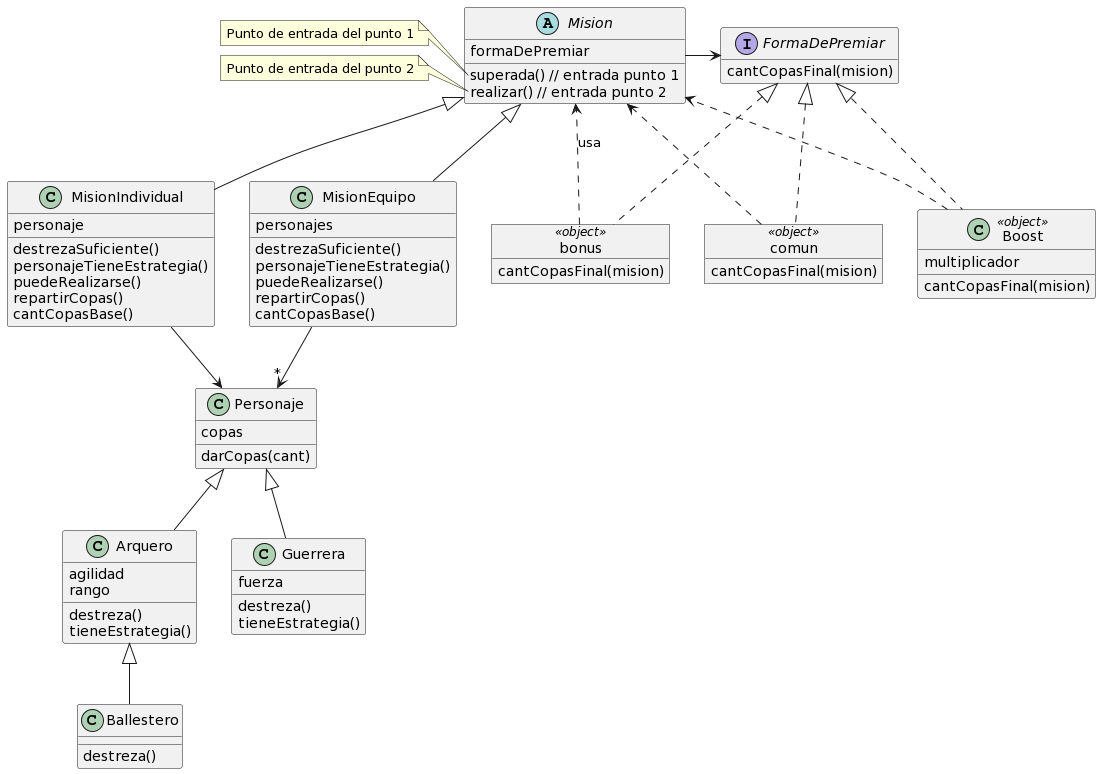 Punto de entrada del punto 1
Punto de entrada del punto 2
A Mision
formaDePremiar
superada() // entrada punto 1
realizar() // entrada punto 2
I FormaDePremiar
cantCopasFinal(mision)
usa
C MisionIndividual
personaje
destrezaSuficiente()
personajeTieneEstrategia()
puedeRealizarse()
repartirCopas()
cantCopasBase()
C MisionEquipo
personajes
destrezaSuficiente()
personajeTieneEstrategia()
puedeRealizarse()
repartirCopas()
cantCopasBase()
«object»
bonus
cantCopasFinal(mision)
«object»
comun
cantCopasFinal(mision)
C «object»
Boost
multiplicador
cantCopasFinal(mision)
*
C Personaje
copas
darCopas(cant)
C Arquero
agilidad
rango
destreza()
tieneEstrategia()
C Guerrera
fuerza
destreza()
tieneEstrategia()
C Ballestero
destreza()